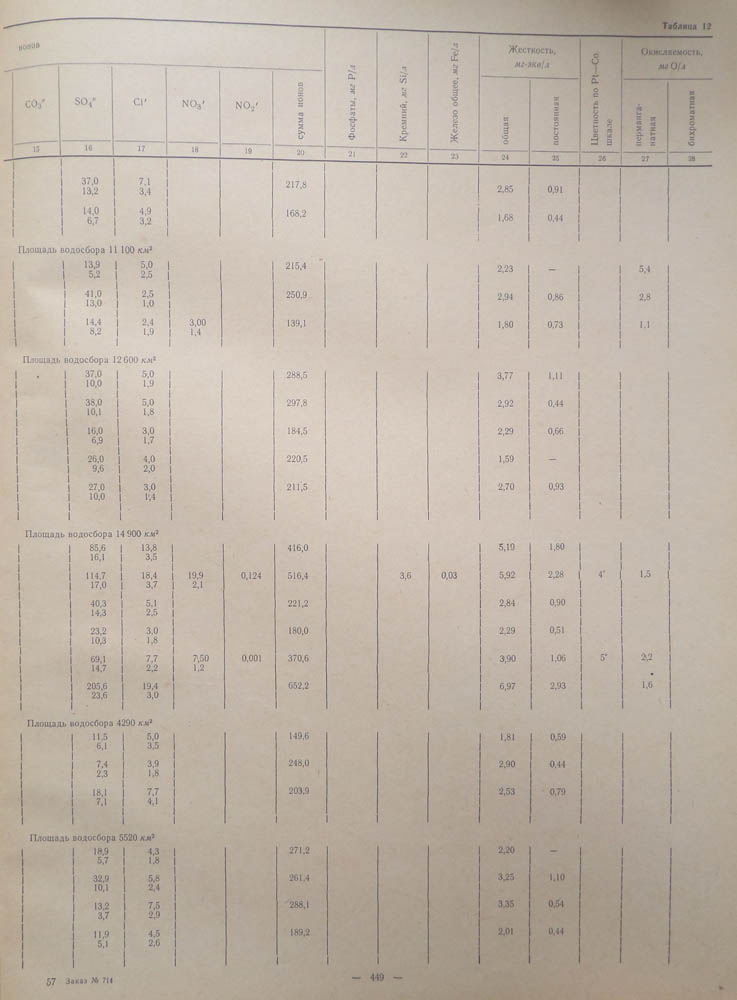 Таблица 12
ионов
Фосфаты, мг P/л
Кремний, мг Si/л
Железо общее, мг Fe/л
Жесткость, мг-экв/л
Цветность по Pt—Co шкале
Окисляемость, мг O/л
CO₃″ SO₄″ Cl′ NO₃′ NO₂′ сумма ионов общая постоянная перманга-натная бихроматная
15 16 17 18 19 20 21 22 23 24 25 26 27 28
37,0 7,1 217,8 2,85 0,91
13,2 3,4
14,0 4,9 168,2 1,68 0,44
6,7 3,2
Площадь водосбора 11 100 км²
13,9 5,0 215,4 2,23 — 5,4
5,2 2,5
41,0 2,5 250,9 2,94 0,86 2,8
13,0 1,0
14,4 2,4 3,00 139,1 1,80 0,73 1,1
8,2 1,9 1,4
Площадь водосбора 12 600 км²
37,0 5,0 288,5 3,77 1,11
10,0 1,9
38,0 5,0 297,8 2,92 0,44
10,1 1,8
16,0 3,0 184,5 2,29 0,66
6,9 1,7
26,0 4,0 220,5 1,59 —
9,6 2,0
27,0 3,0 211,5 2,70 0,93
10,0 1,4
Площадь водосбора 14 900 км²
85,6 13,8 416,0 5,19 1,80
16,1 3,5
114,7 18,4 19,9 0,124 516,4 3,6 0,03 5,92 2,28 4° 1,5
17,0 3,7 2,1
40,3 5,1 221,2 2,84 0,90
14,3 2,5
23,2 3,0 180,0 2,29 0,51
10,3 1,8
69,1 7,7 7,50 0,001 370,6 3,90 1,06 5° 2,2
14,7 2,2 1,2
205,6 19,4 652,2 6,97 2,93 1,6
23,6 3,0
Площадь водосбора 4290 км²
11,5 5,0 149,6 1,81 0,59
6,1 3,5
7,4 3,9 248,0 2,90 0,44
2,3 1,8
18,1 7,7 203,9 2,53 0,79
7,1 4,1
Площадь водосбора 5520 км²
18,9 4,3 271,2 2,20 —
5,7 1,8
32,9 5,8 261,4 3,25 1,10
10,1 2,4
13,2 7,5 288,1 3,35 0,54
3,7 2,9
11,9 4,5 189,2 2,01 0,44
5,1 2,6
57 Заказ № 714
— 449 —